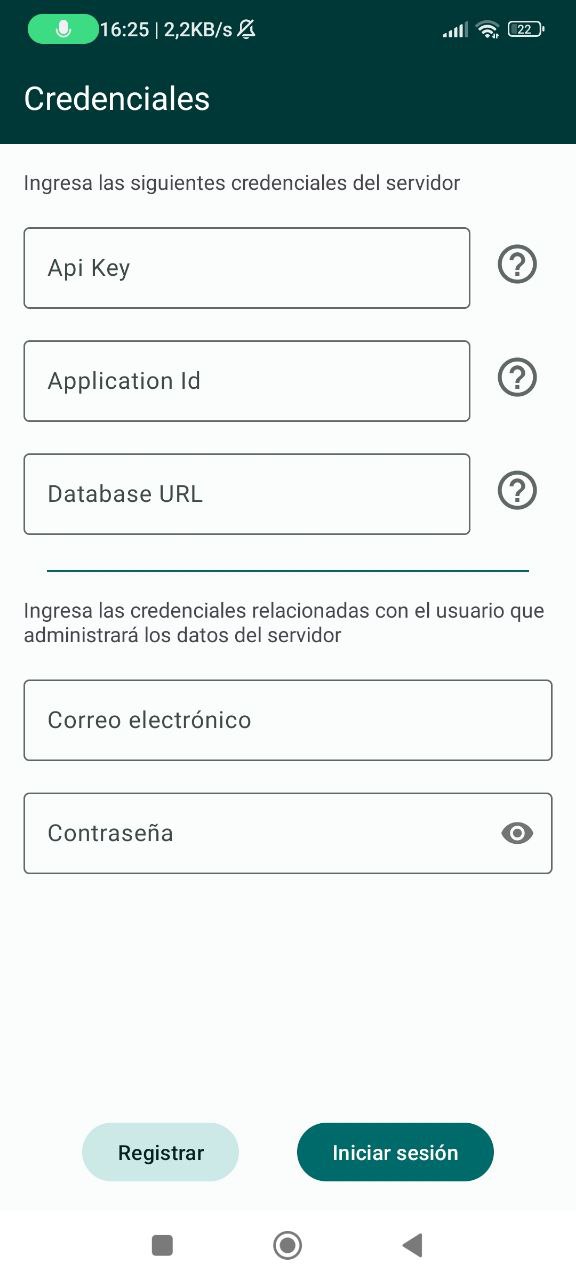 16:25 | 2,2KB/s 22
Credenciales
Ingresa las siguientes credenciales del servidor
Api Key
Application Id
Database URL
Ingresa las credenciales relacionadas con el usuario que
administrará los datos del servidor
Correo electrónico
Contraseña
Registrar Iniciar sesión